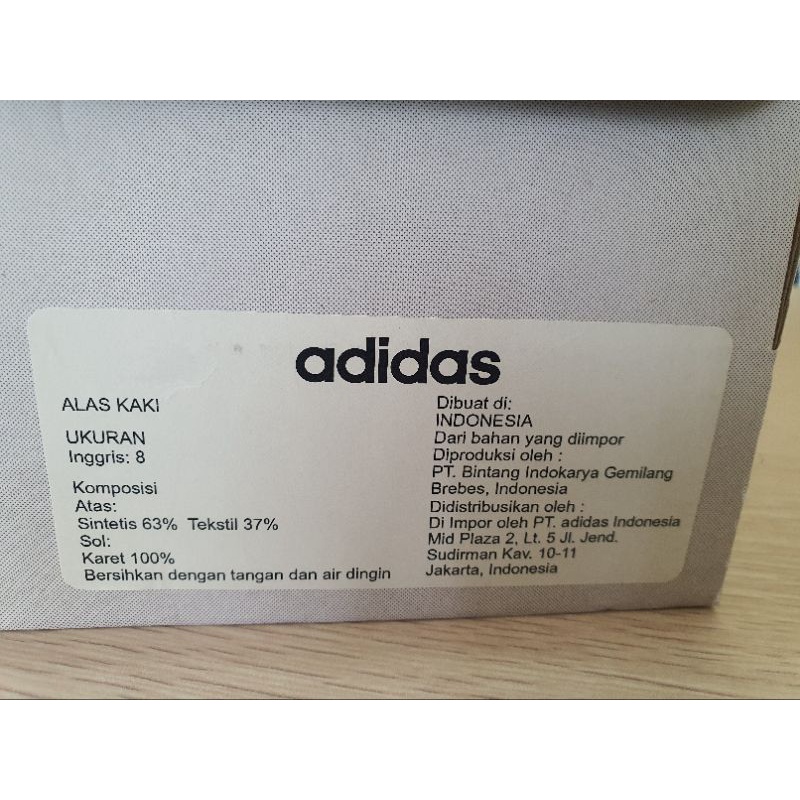 adidas
ALAS KAKI
UKURAN
Inggris: 8
Komposisi
Atas:
Sintetis 63% Tekstil 37%
Sol:
Karet 100%
Bersihkan dengan tangan dan air dingin
Dibuat di:
INDONESIA
Dari bahan yang diimpor
Diproduksi oleh :
PT. Bintang Indokarya Gemilang
Brebes, Indonesia
Didistribusikan oleh :
Di Impor oleh PT. adidas Indonesia
Mid Plaza 2, Lt. 5 Jl. Jend.
Sudirman Kav. 10-11
Jakarta, Indonesia